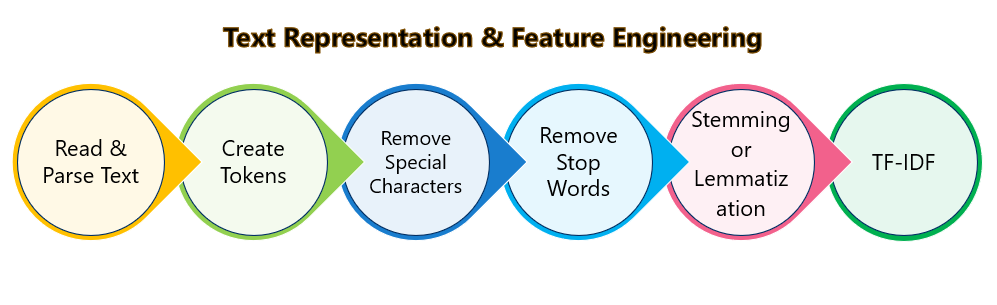 Text Representation & Feature Engineering
Read &
Parse Text
Create
Tokens
Remove
Special
Characters
Remove
Stop
Words
Stemming
or
Lemmatiz
ation
TF-IDF